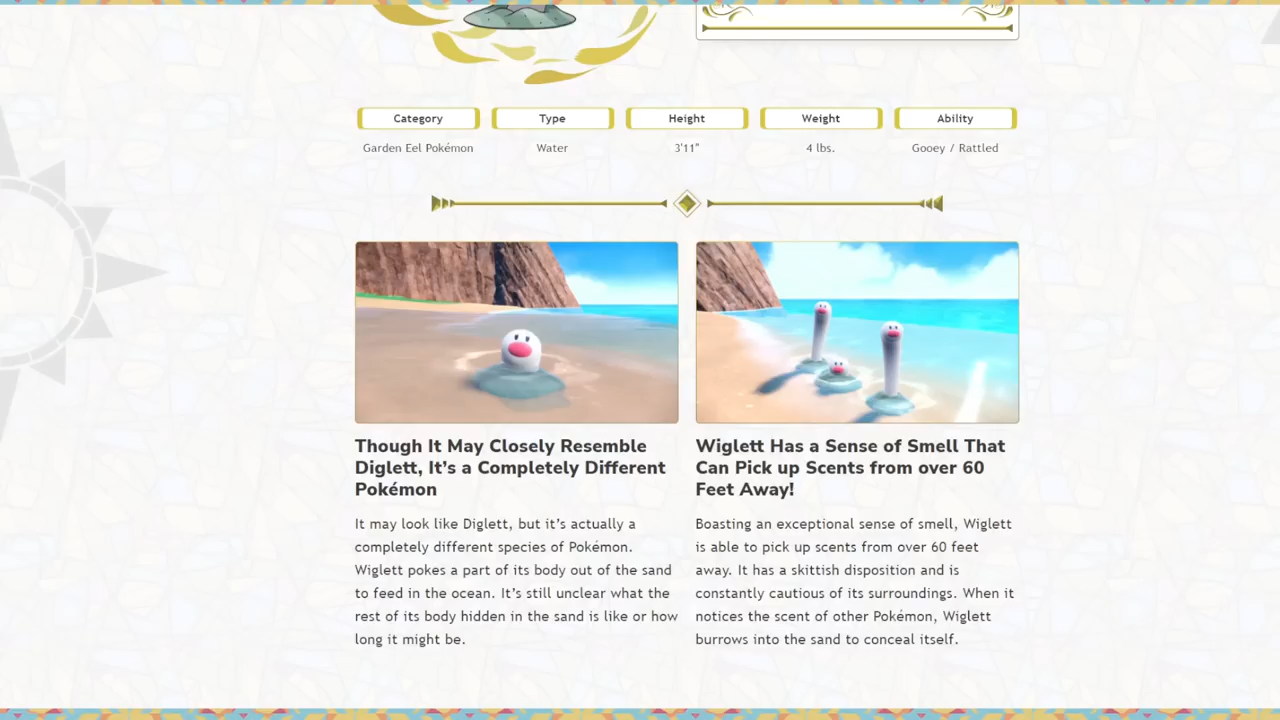 Category
Type
Height
Weight
Ability
Garden Eel Pokémon
Water
3'11"
4 lbs.
Gooey / Rattled
Though It May Closely Resemble
Diglett, It's a Completely Different
Pokémon
It may look like Diglett, but it's actually a
completely different species of Pokémon.
Wiglett pokes a part of its body out of the sand
to feed in the ocean. It's still unclear what the
rest of its body hidden in the sand is like or how
long it might be.
Wiglett Has a Sense of Smell That
Can Pick up Scents from over 60
Feet Away!
Boasting an exceptional sense of smell, Wiglett
is able to pick up scents from over 60 feet
away. It has a skittish disposition and is
constantly cautious of its surroundings. When it
notices the scent of other Pokémon, Wiglett
burrows into the sand to conceal itself.